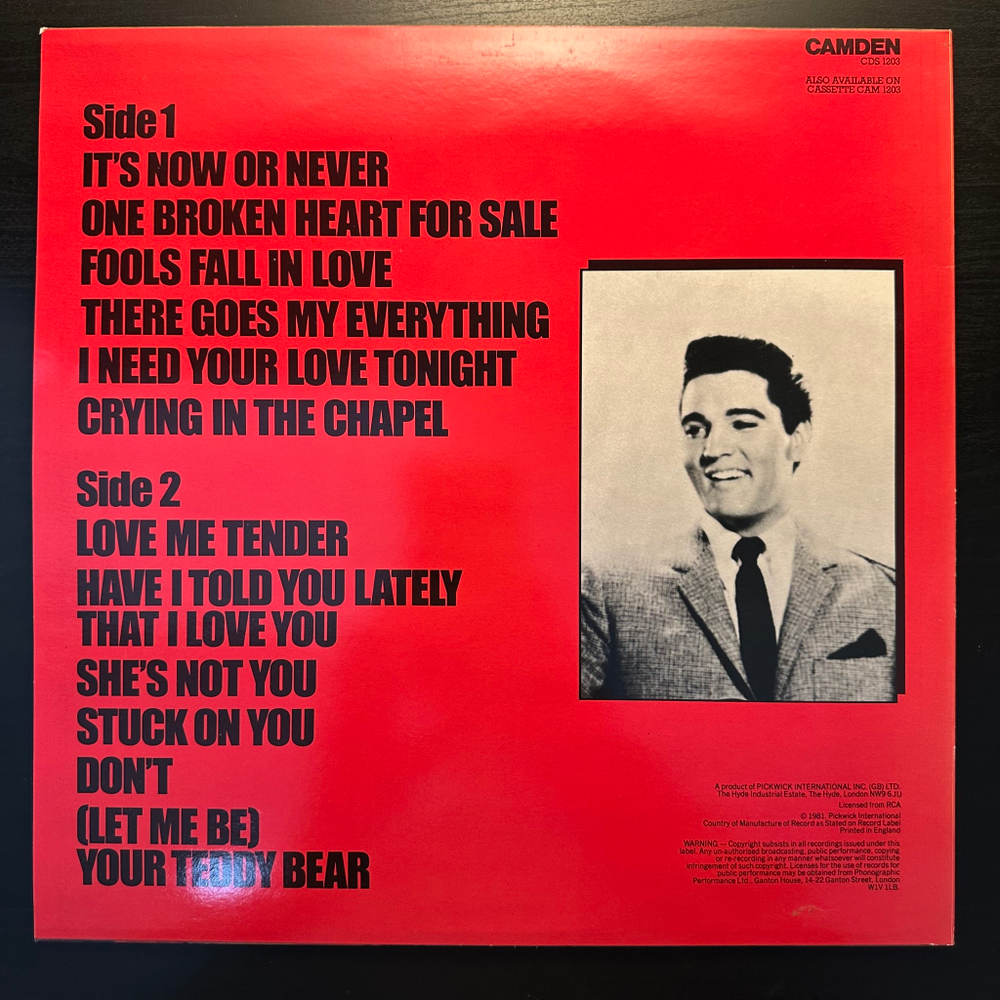 CAMDEN
CDS 1203
ALSO AVAILABLE ON
CASSETTE CAM 1203
Side 1
IT'S NOW OR NEVER
ONE BROKEN HEART FOR SALE
FOOLS FALL IN LOVE
THERE GOES MY EVERYTHING
I NEED YOUR LOVE TONIGHT
CRYING IN THE CHAPEL
Side 2
LOVE ME TENDER
HAVE I TOLD YOU LATELY
THAT I LOVE YOU
SHE'S NOT YOU
STUCK ON YOU
DON'T
(LET ME BE)
YOUR TEDDY BEAR
A product of PICKWICK INTERNATIONAL INC. (GB) LTD.
The Hyde Industrial Estate, The Hyde, London NW9 6JU
Licensed from RCA
© 1981. Pickwick International
Country of Manufacture of Record as Stated on Record Label
Printed in England
WARNING — Copyright subsists in all recordings issued under this
label. Any un-authorised broadcasting, public performance, copying
or re-recording in any manner whatsoever will constitute
infringement of such copyright. Licenses for the use of records for
public performance may be obtained from Phonographic
Performance Ltd., Ganton House, 14-22 Ganton Street, London
W1V 1LB.